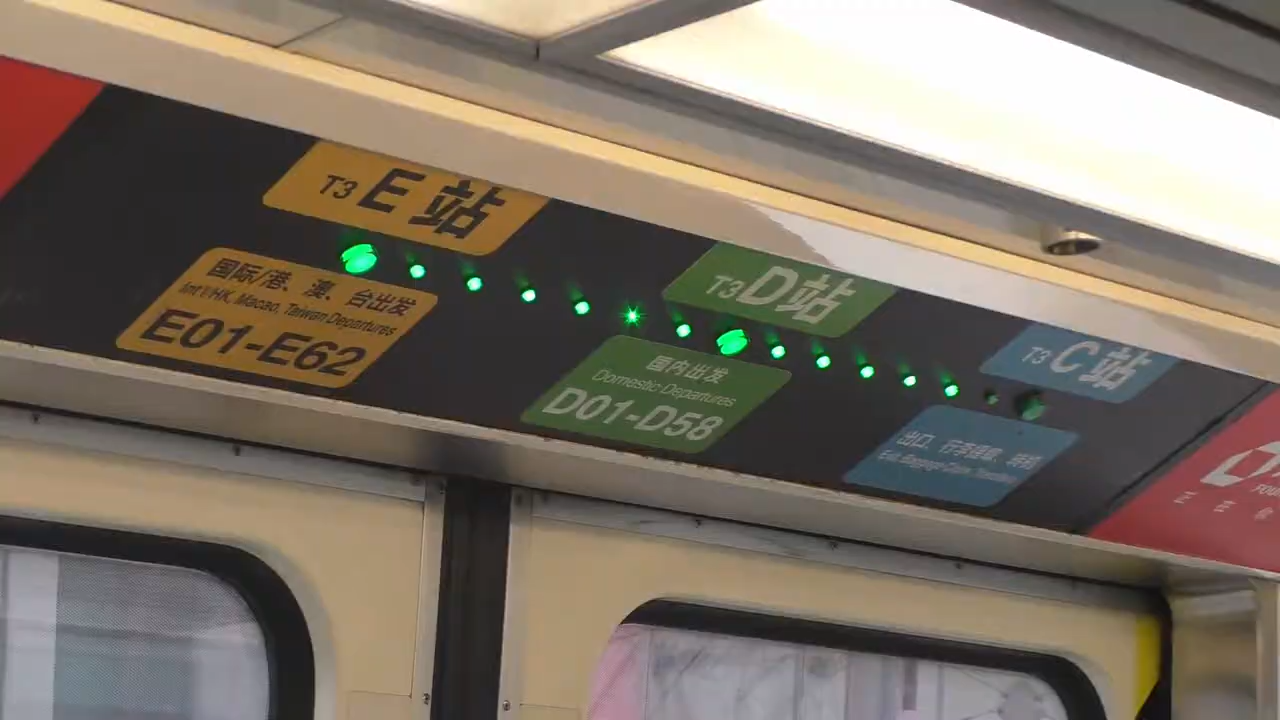 T3 E 站
国际/港、澳、台出发
Int'l/HK, Macao, Taiwan Departures
E01-E62
T3 D站
国内出发
Domestic Departures
D01-D58
T3 C站
出口、行李提取、转机